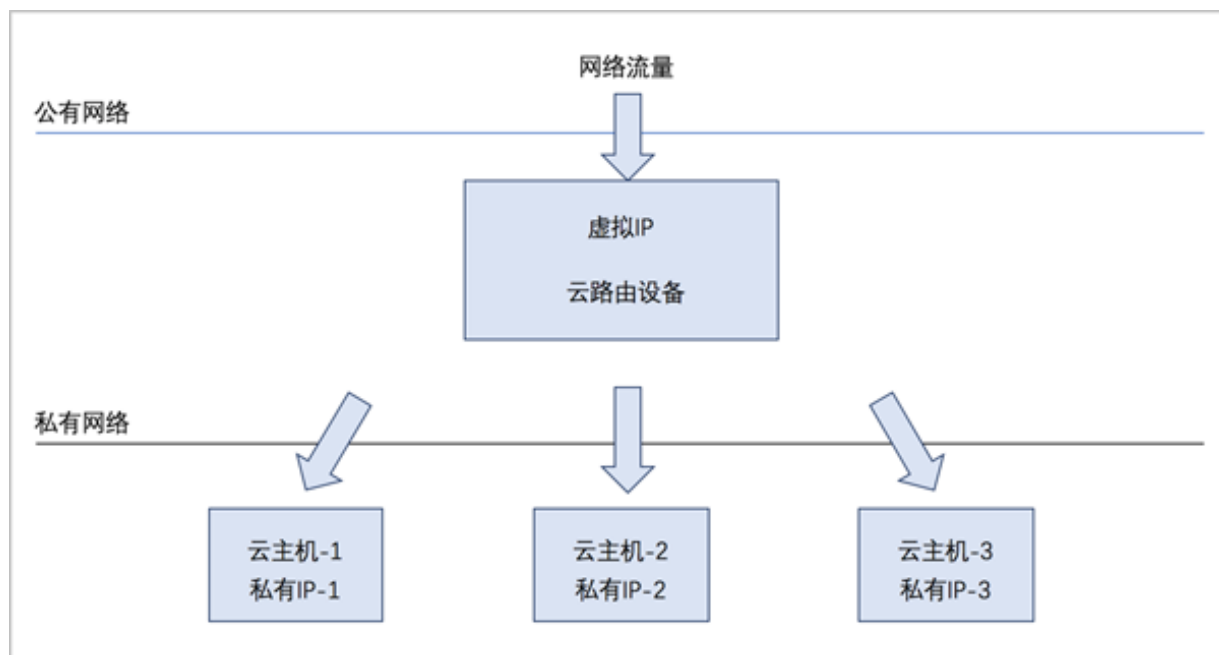 网络流量
公有网络
虚拟IP
云路由设备
私有网络
云主机-1
私有IP-1
云主机-2
私有IP-2
云主机-3
私有IP-3